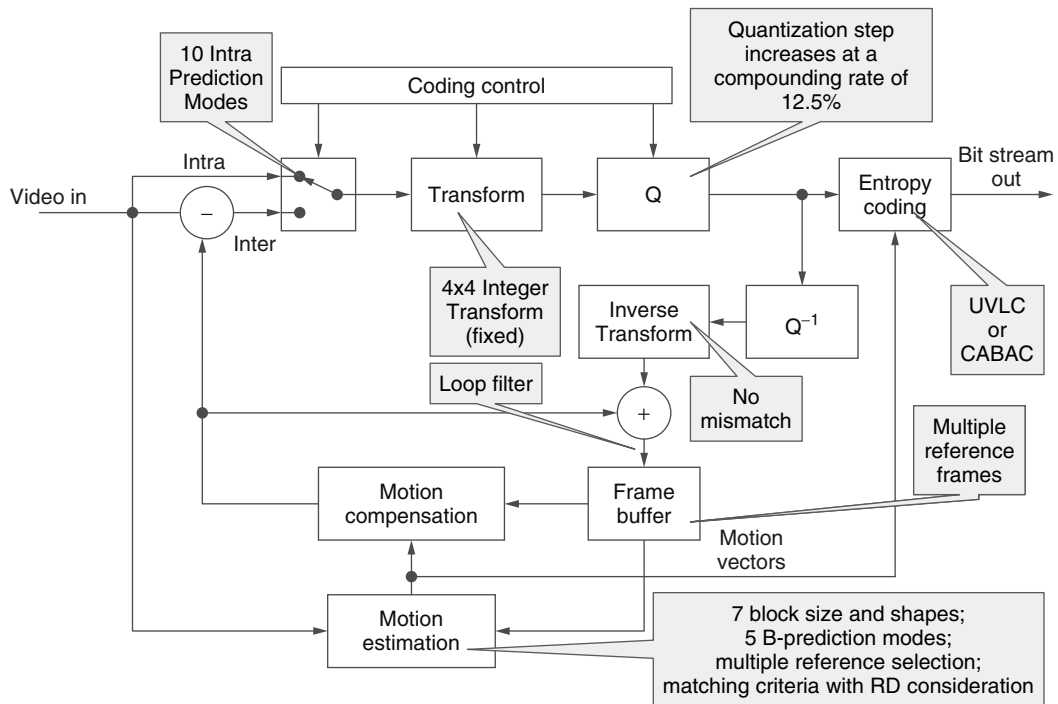 10 Intra
Prediction
Modes
Coding control
Quantization step
increases at a
compounding rate of
12.5%
Intra
Video in
−
Inter
Transform
Q
Entropy
coding
Bit stream
out
4x4 Integer
Transform
(fixed)
Inverse
Transform
Q−1
UVLC
or
CABAC
Loop filter
+
No
mismatch
Multiple
reference
frames
Motion
compensation
Frame
buffer
Motion
vectors
Motion
estimation
7 block size and shapes;
5 B-prediction modes;
multiple reference selection;
matching criteria with RD consideration